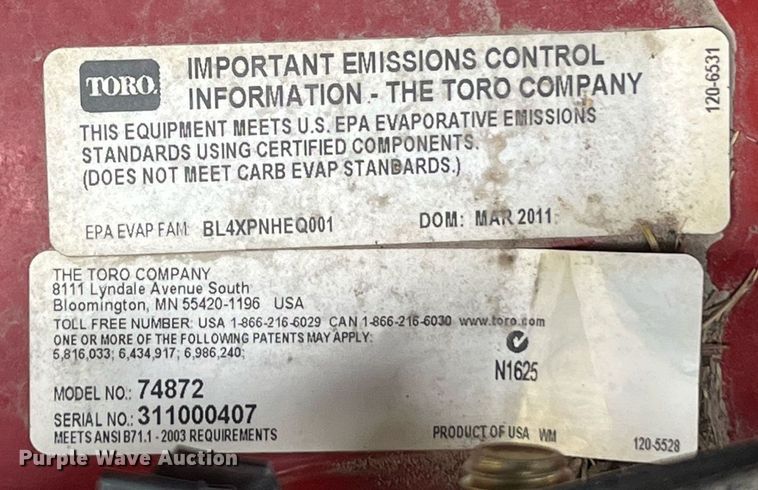 TORO.
IMPORTANT EMISSIONS CONTROL
INFORMATION - THE TORO COMPANY
THIS EQUIPMENT MEETS U.S. EPA EVAPORATIVE EMISSIONS
STANDARDS USING CERTIFIED COMPONENTS.
(DOES NOT MEET CARB EVAP STANDARDS.)
EPA EVAP FAM: BL4XPNHEQ001 DOM: MAR 2011
120-6531
THE TORO COMPANY
8111 Lyndale Avenue South
Bloomington, MN 55420-1196 USA
TOLL FREE NUMBER: USA 1-866-216-6029 CAN 1-866-216-6030 www.toro.com
ONE OR MORE OF THE FOLLOWING PATENTS MAY APPLY:
5,816,033; 6,434,917; 6,986,240;
N1625
MODEL NO.: 74872
SERIAL NO.: 311000407
MEETS ANSI B71.1 - 2003 REQUIREMENTS
PRODUCT OF USA WM
120-5528
Purple Wave Auction